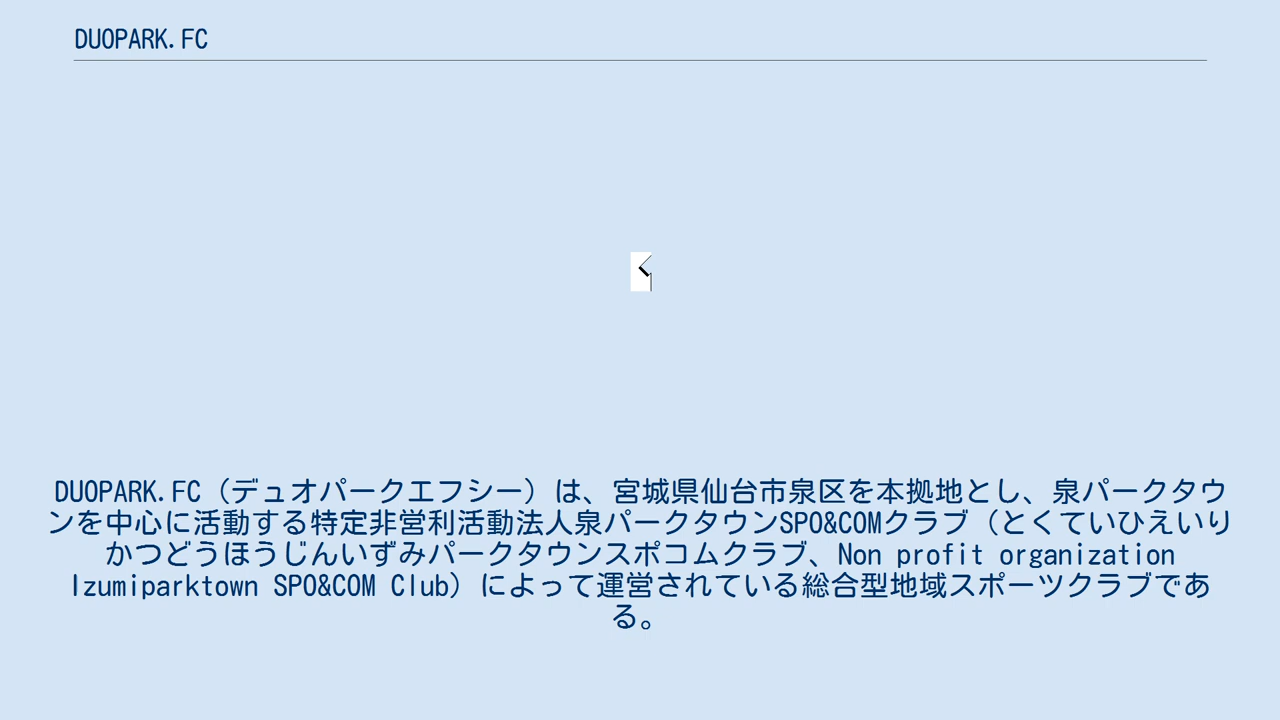 DUOPARK.FC
DUOPARK.FC（デュオパークエフシー）は、宮城県仙台市泉区を本拠地とし、泉パークタウ
ンを中心に活動する特定非営利活動法人泉パークタウンSPO&COMクラブ（とくていひえいり
かつどうほうじんいずみパークタウンスポコムクラブ、Non profit organization
Izumiparktown SPO&COM Club）によって運営されている総合型地域スポーツクラブであ
る。